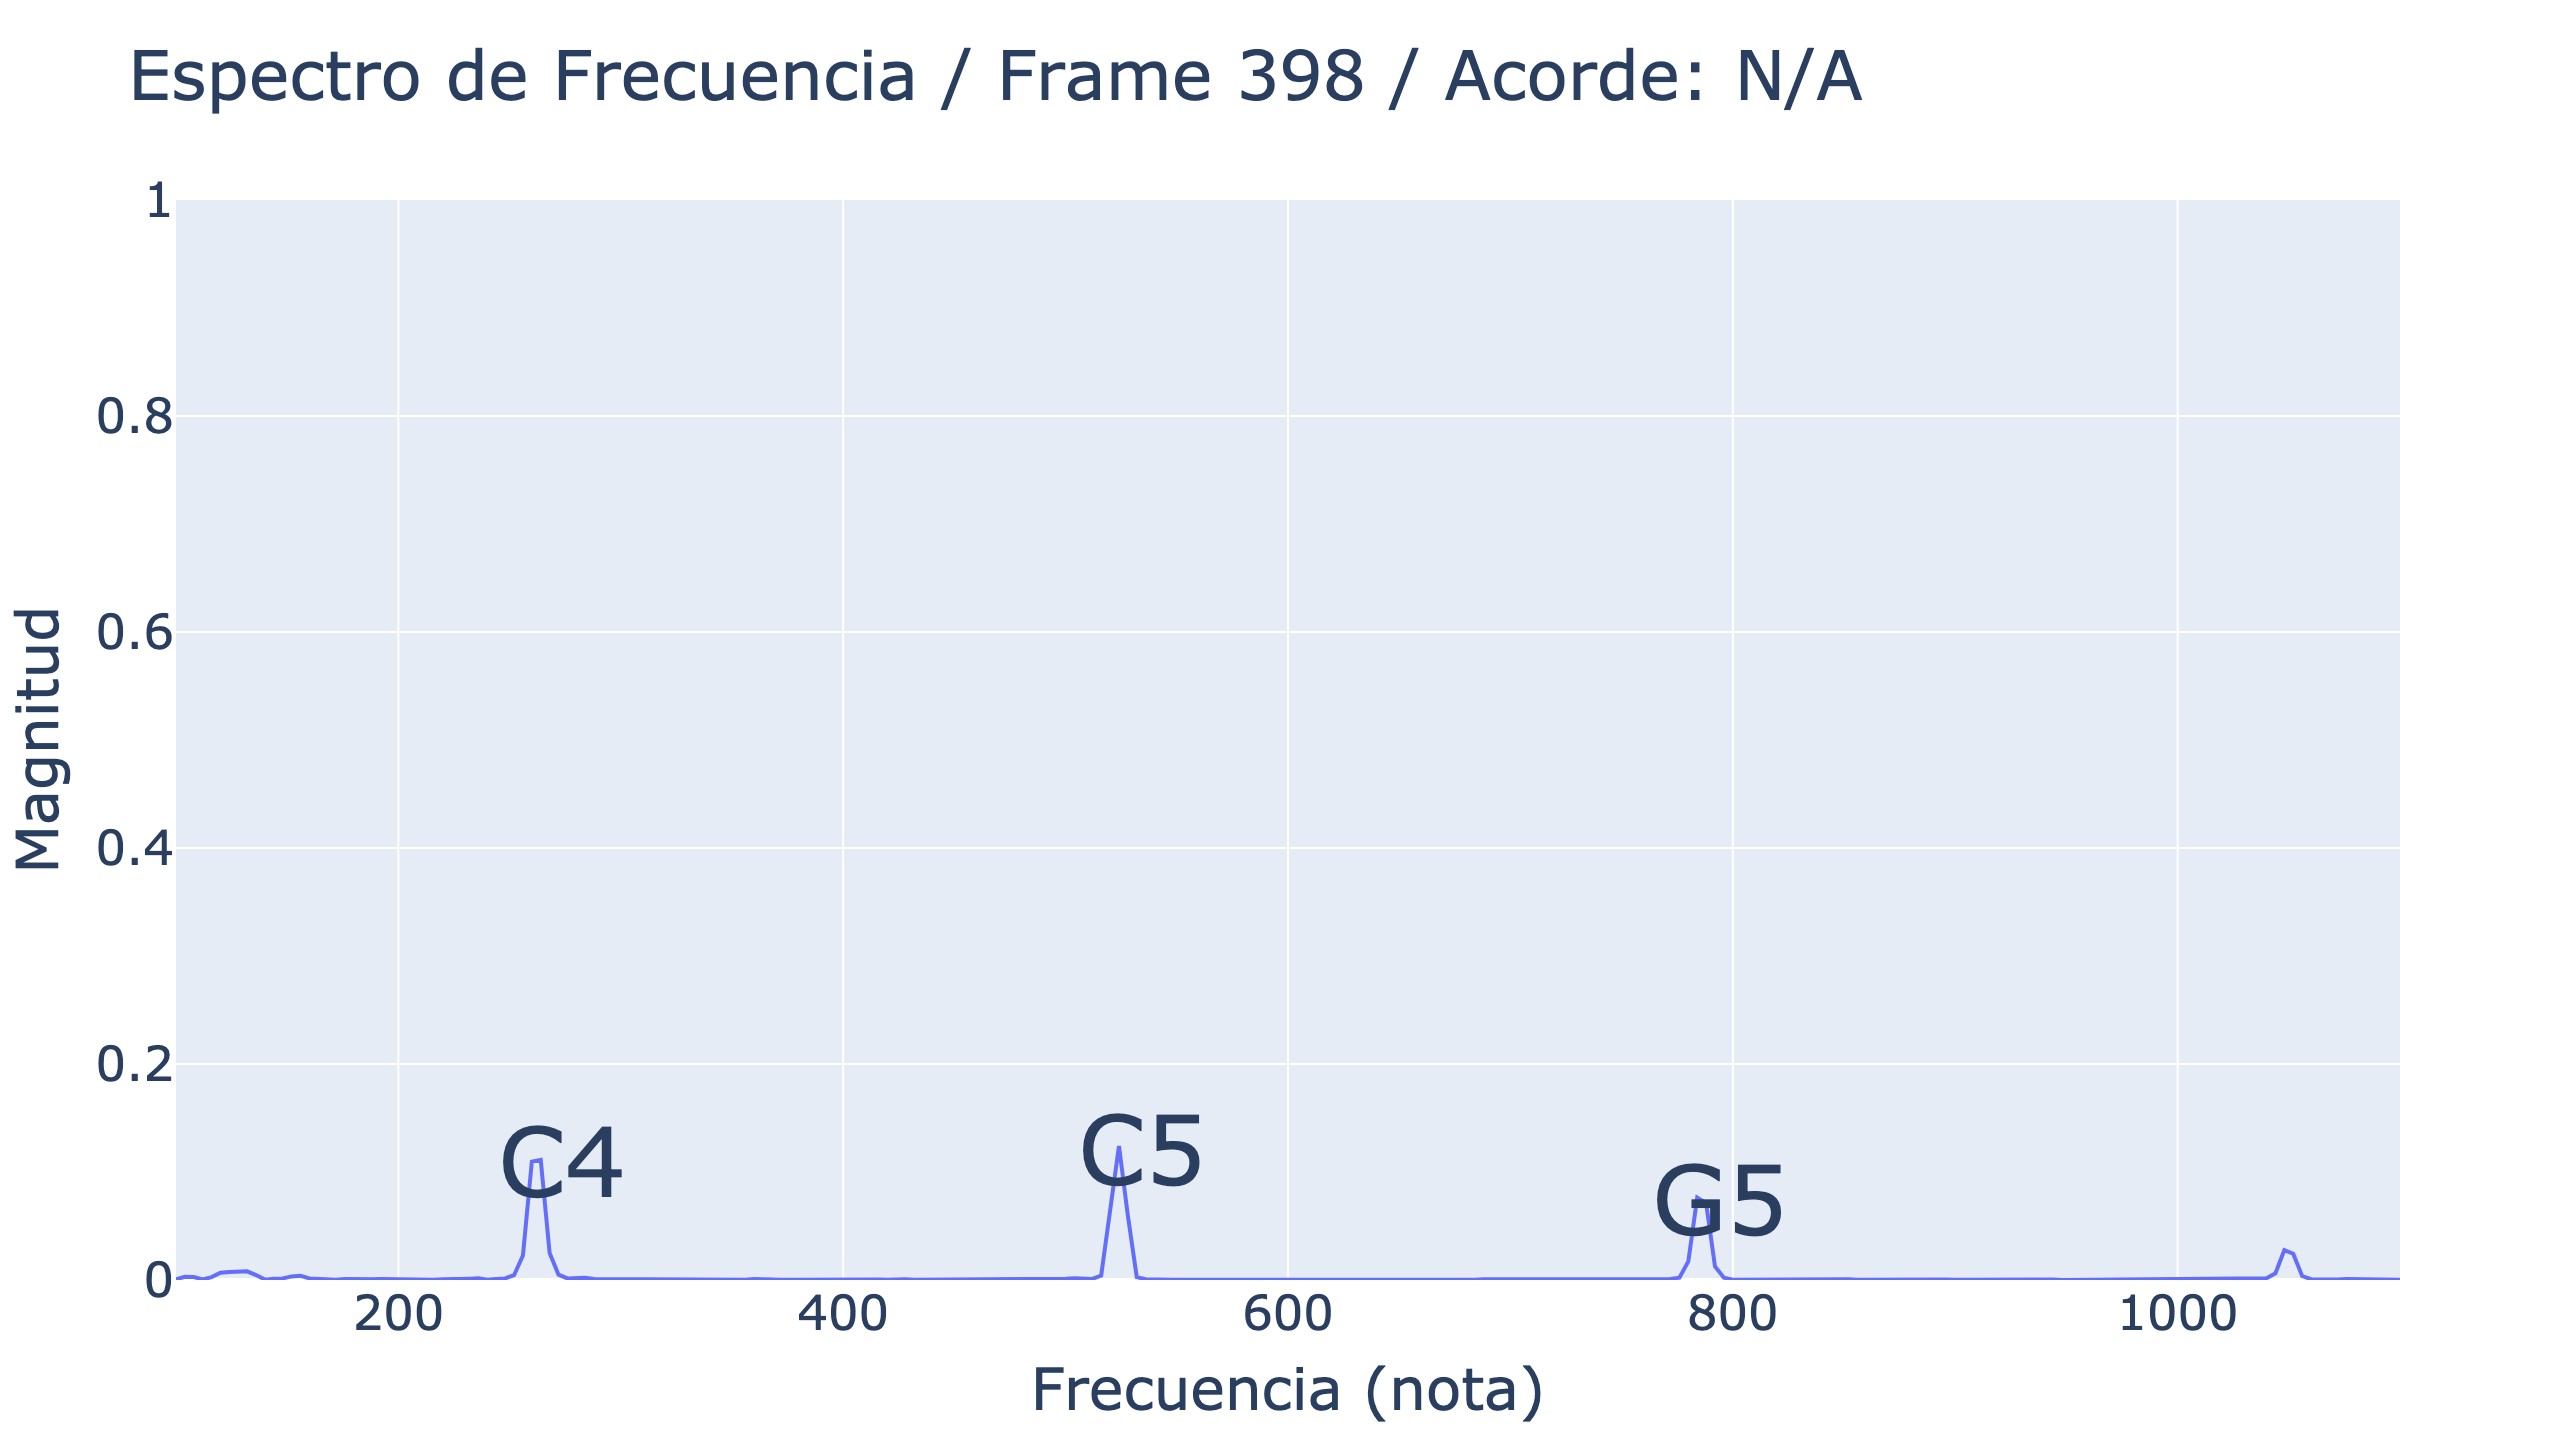 Espectro de Frecuencia / Frame 398 / Acorde: N/A
1
0.8
0.6
0.4
0.2
0
Magnitud
C4
C5
G5
200
400
600
800
1000
Frecuencia (nota)